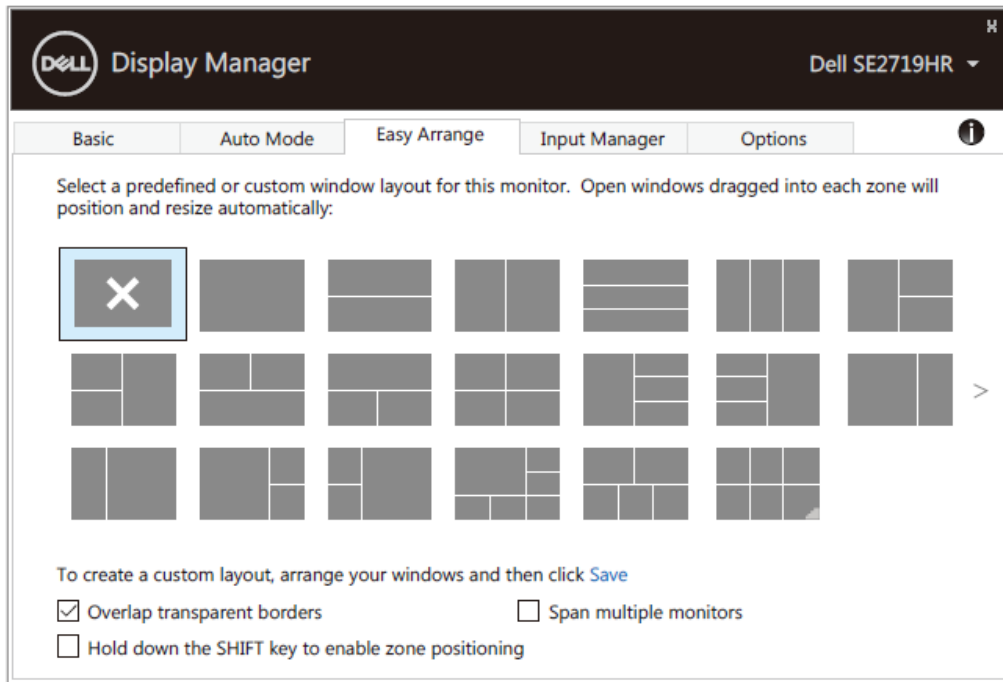 DELL Display Manager
Dell SE2719HR
Basic Auto Mode Easy Arrange Input Manager Options
Select a predefined or custom window layout for this monitor. Open windows dragged into each zone will
position and resize automatically:
>
To create a custom layout, arrange your windows and then click Save
Overlap transparent borders
Span multiple monitors
Hold down the SHIFT key to enable zone positioning